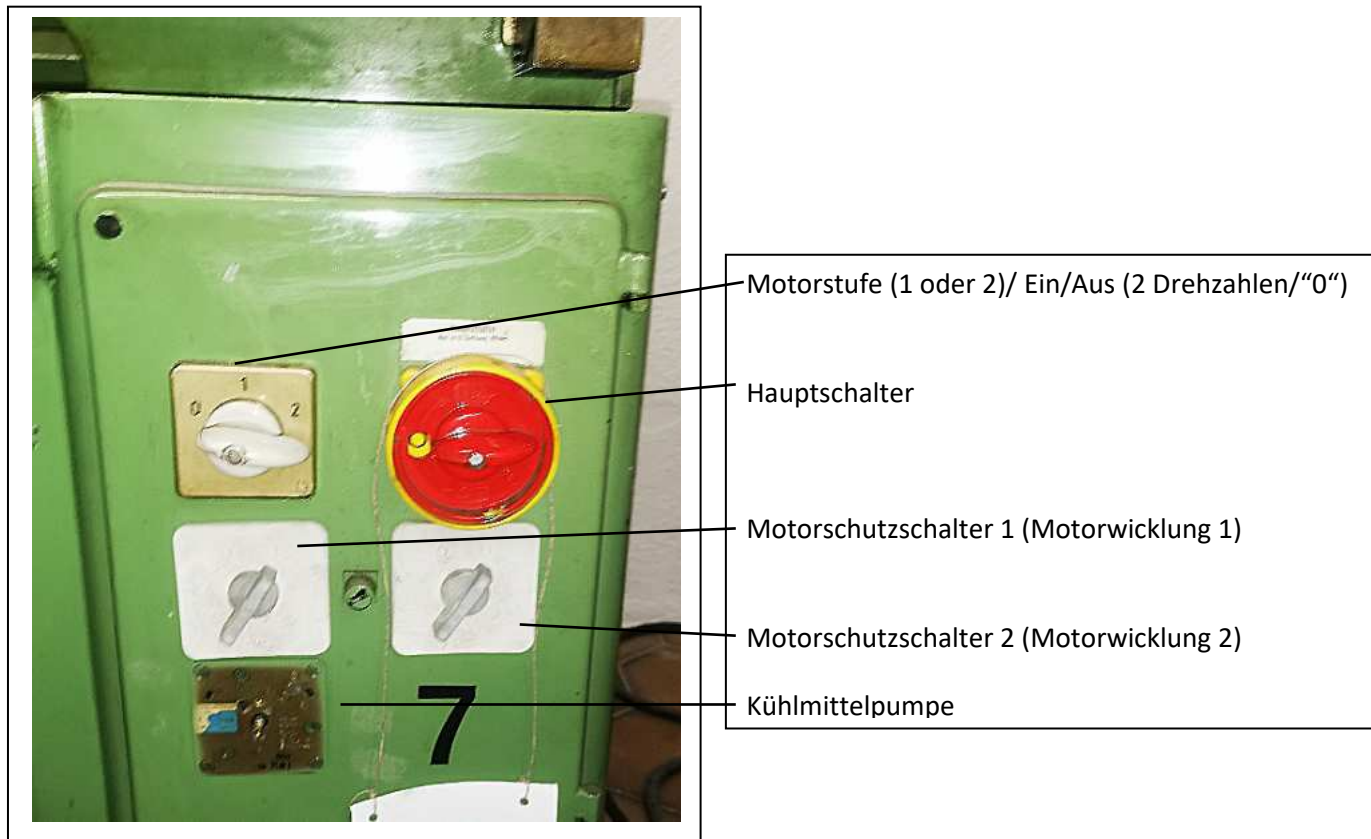 0 1 2
7
Motorstufe (1 oder 2)/ Ein/Aus (2 Drehzahlen/“0“)
Hauptschalter
Motorschutzschalter 1 (Motorwicklung 1)
Motorschutzschalter 2 (Motorwicklung 2)
Kühlmittelpumpe